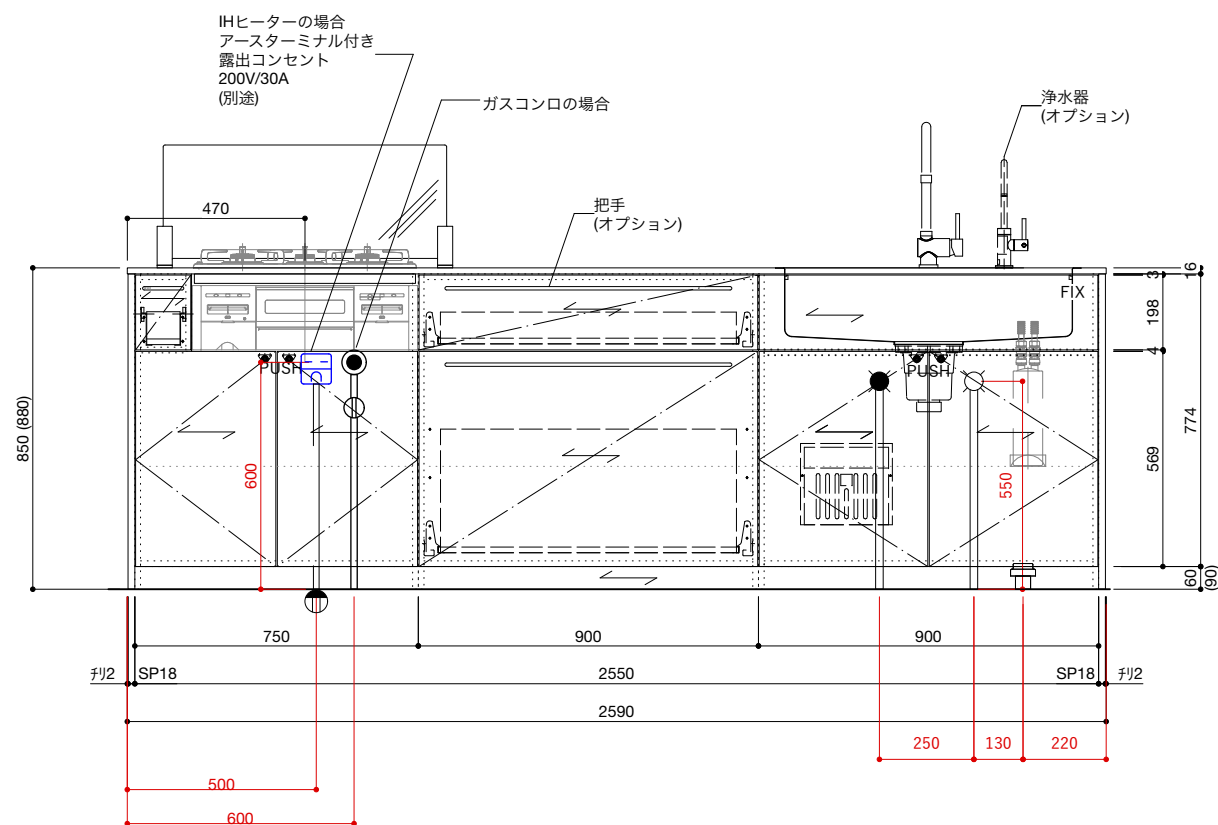 IHヒーターの場合
アースターミナル付き
露出コンセント
200V/30A
(別途)
ガスコンロの場合
浄水器
(オプション)
把手
(オプション)
470
16
3
FIX
198
4
PUSH
PUSH
850 (880)
774
600
569
550
60
(90)
750
900
900
チリ2
SP18
2550
SP18
チリ2
2590
250
130
220
500
600